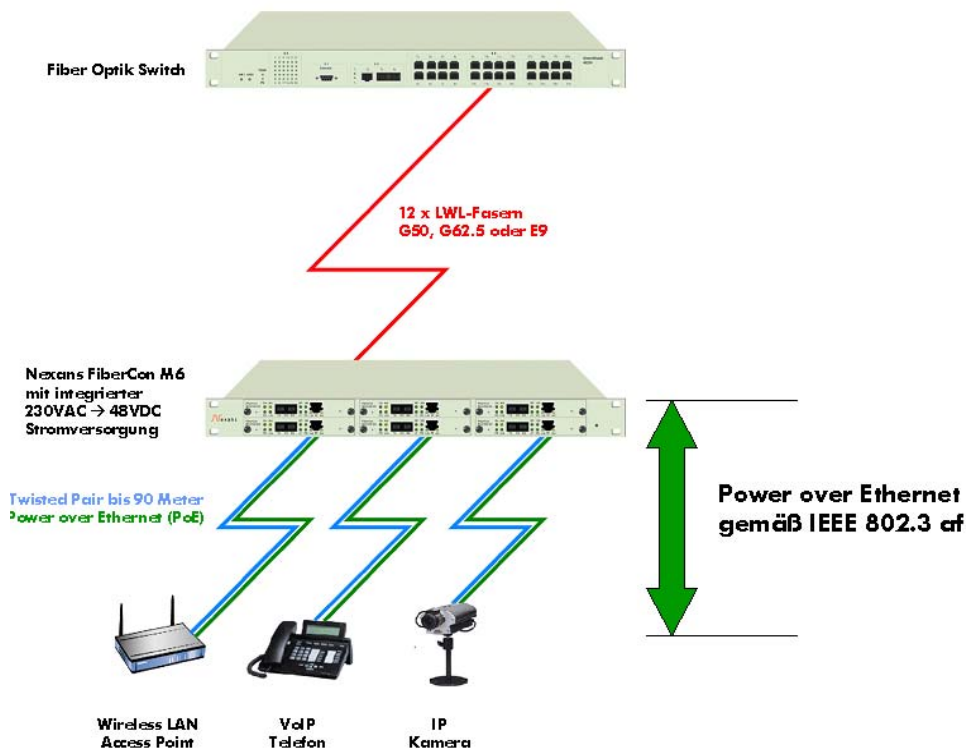 Fiber Optik Switch
12 x LWL-Fasern
G50, G62.5 oder E9
Nexans FiberCon M6
mit integrierter
230VAC → 48VDC
Stromversorgung
Twisted Pair bis 90 Meter
Power over Ethernet (PoE)
Power over Ethernet
gemäß IEEE 802.3 af
Wireless LAN
Access Point
VoIP
Telefon
IP
Kamera